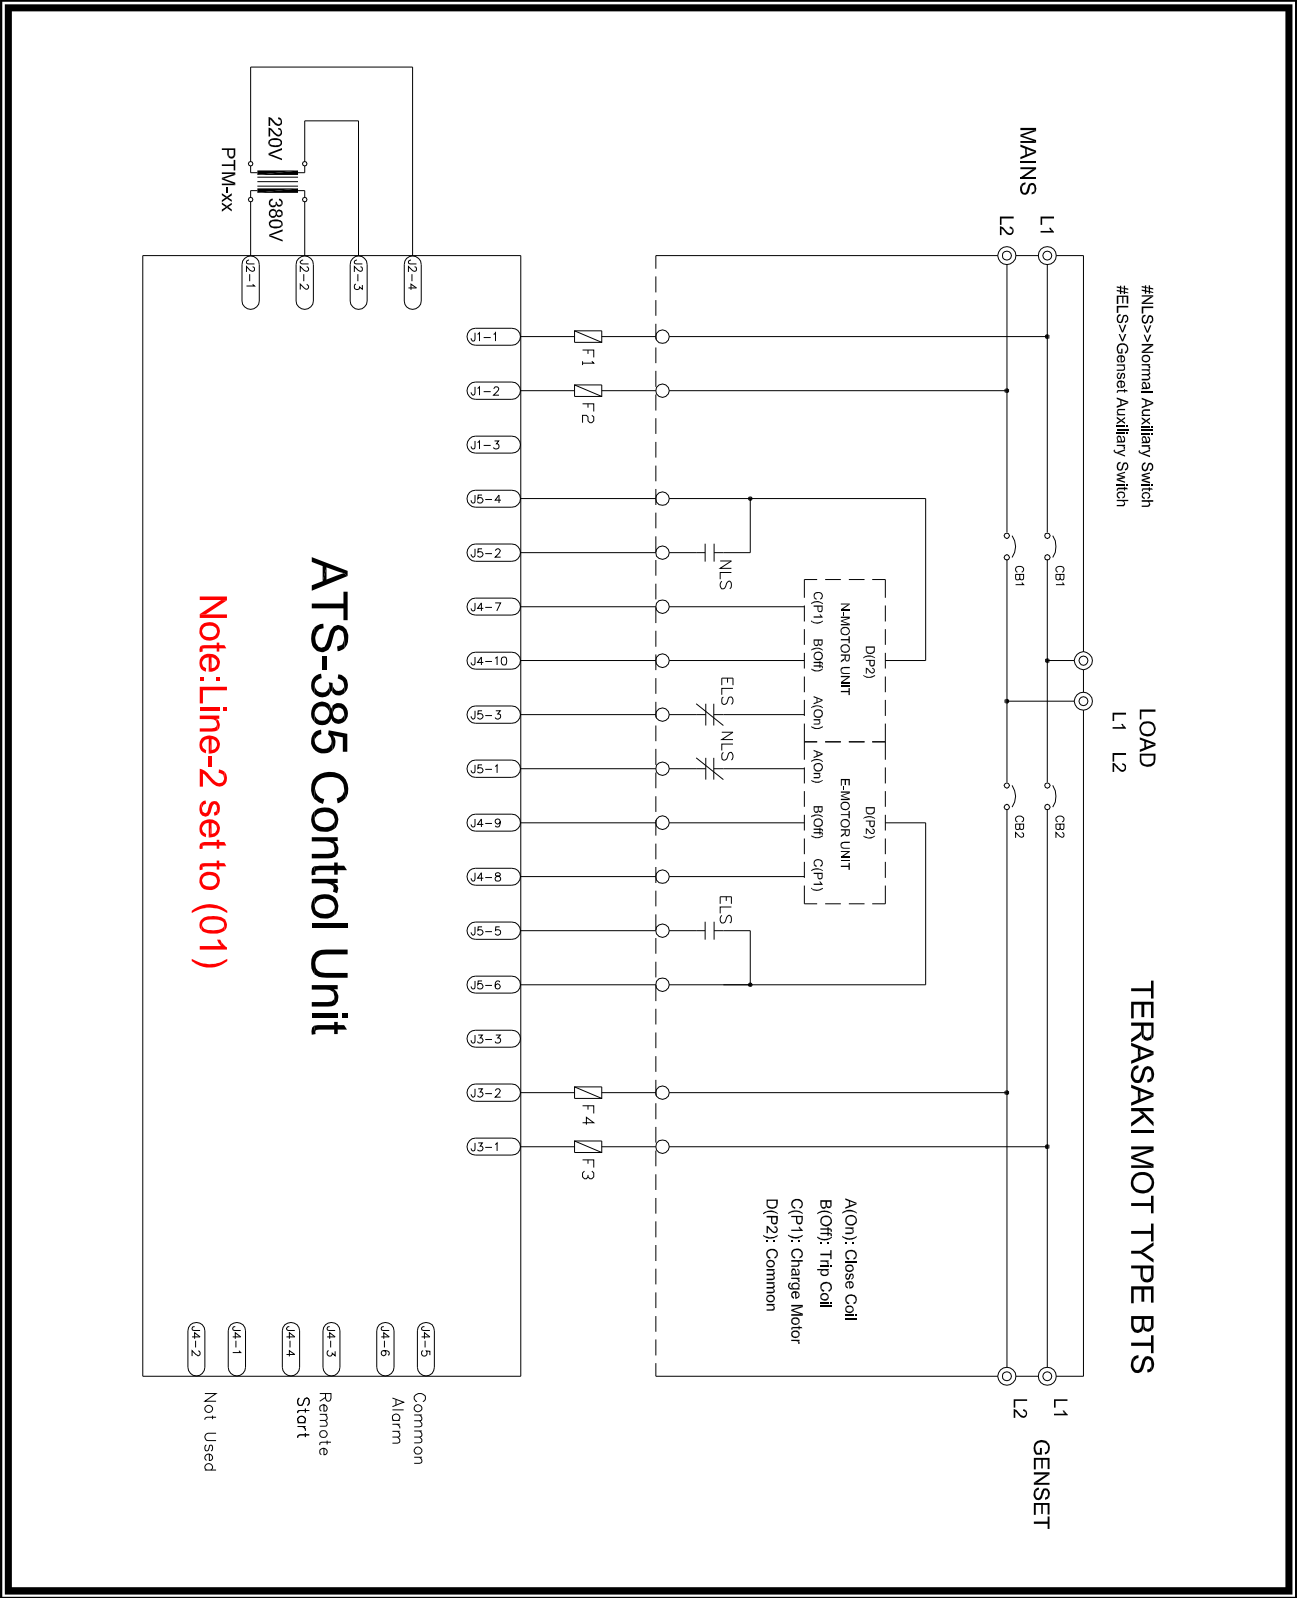 TERASAKI MOT TYPE BTS
#NLS>>Normal Auxiliary Switch
#ELS>>Genset Auxiliary Switch
LOAD
L1 L2
MAINS
L1
L2
CB1
CB1
CB2
CB2
L1
L2
GENSET
N-MOTOR UNIT
D(P2)
C(P1) B(Off) A(On)
E-MOTOR UNIT
D(P2)
A(On) B(Off) C(P1)
A(On): Close Coil
B(Off): Trip Coil
C(P1): Charge Motor
D(P2): Common
NLS
ELS
NLS
ELS
F1
F2
F4
F3
J1-1
J1-2
J1-3
J5-4
J5-2
J4-7
J4-10
J5-3
J5-1
J4-9
J4-8
J5-5
J5-6
J3-3
J3-2
J3-1
J2-4
J2-3
J2-2
J2-1
220V
380V
PTM-xx
ATS-385 Control Unit
Note:Line-2 set to (01)
J4-5
J4-6
J4-3
J4-4
J4-1
J4-2
Common
Alarm
Remote
Start
Not Used